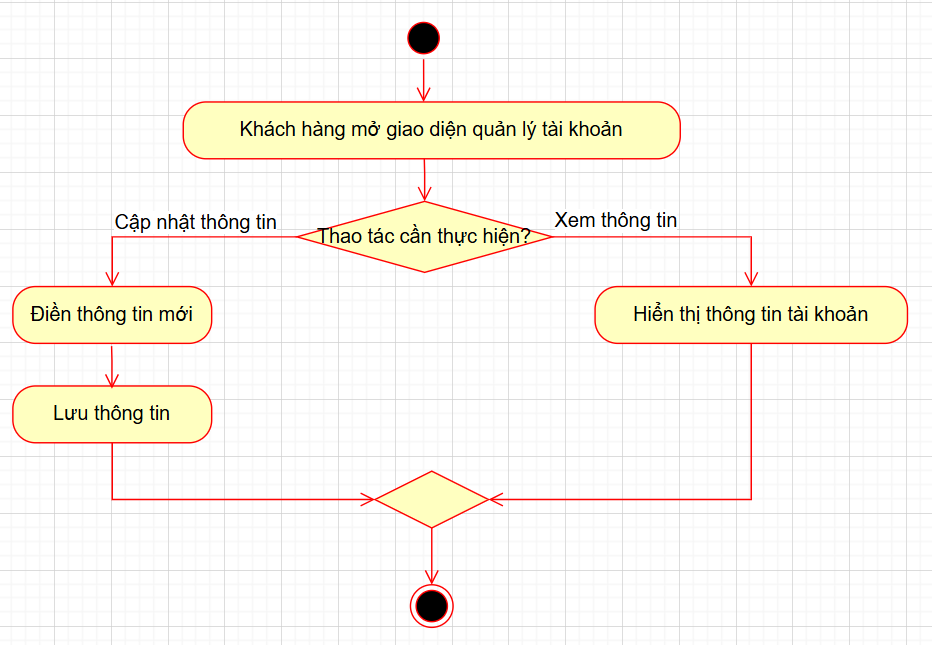 Khách hàng mở giao diện quản lý tài khoản
Cập nhật thông tin
Thao tác cần thực hiện?
Xem thông tin
Điền thông tin mới
Hiển thị thông tin tài khoản
Lưu thông tin